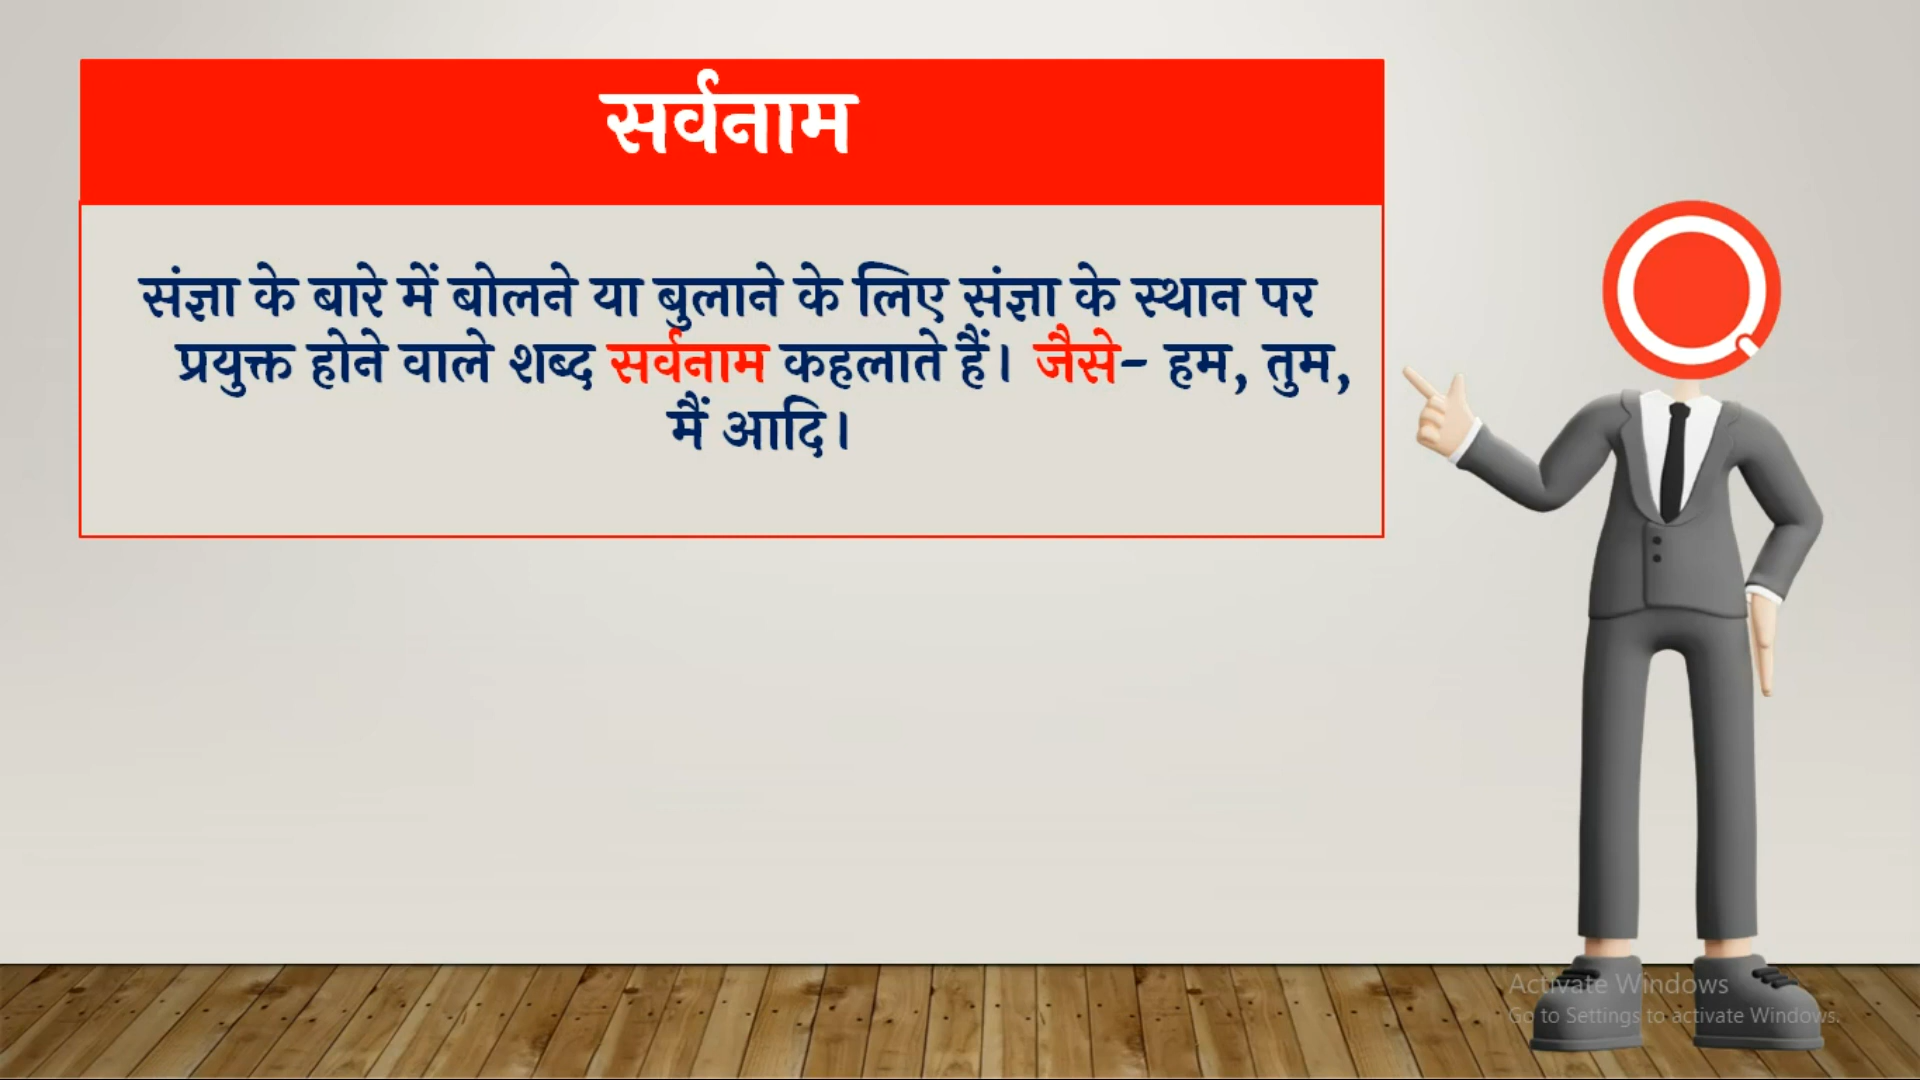 सर्वनाम
संज्ञा के बारे में बोलने या बुलाने के लिए संज्ञा के स्थान पर
प्रयुक्त होने वाले शब्द सर्वनाम कहलाते हैं। जैसे- हम, तुम,
मैं आदि।
Activate Windows
Go to Settings to activate Windows.